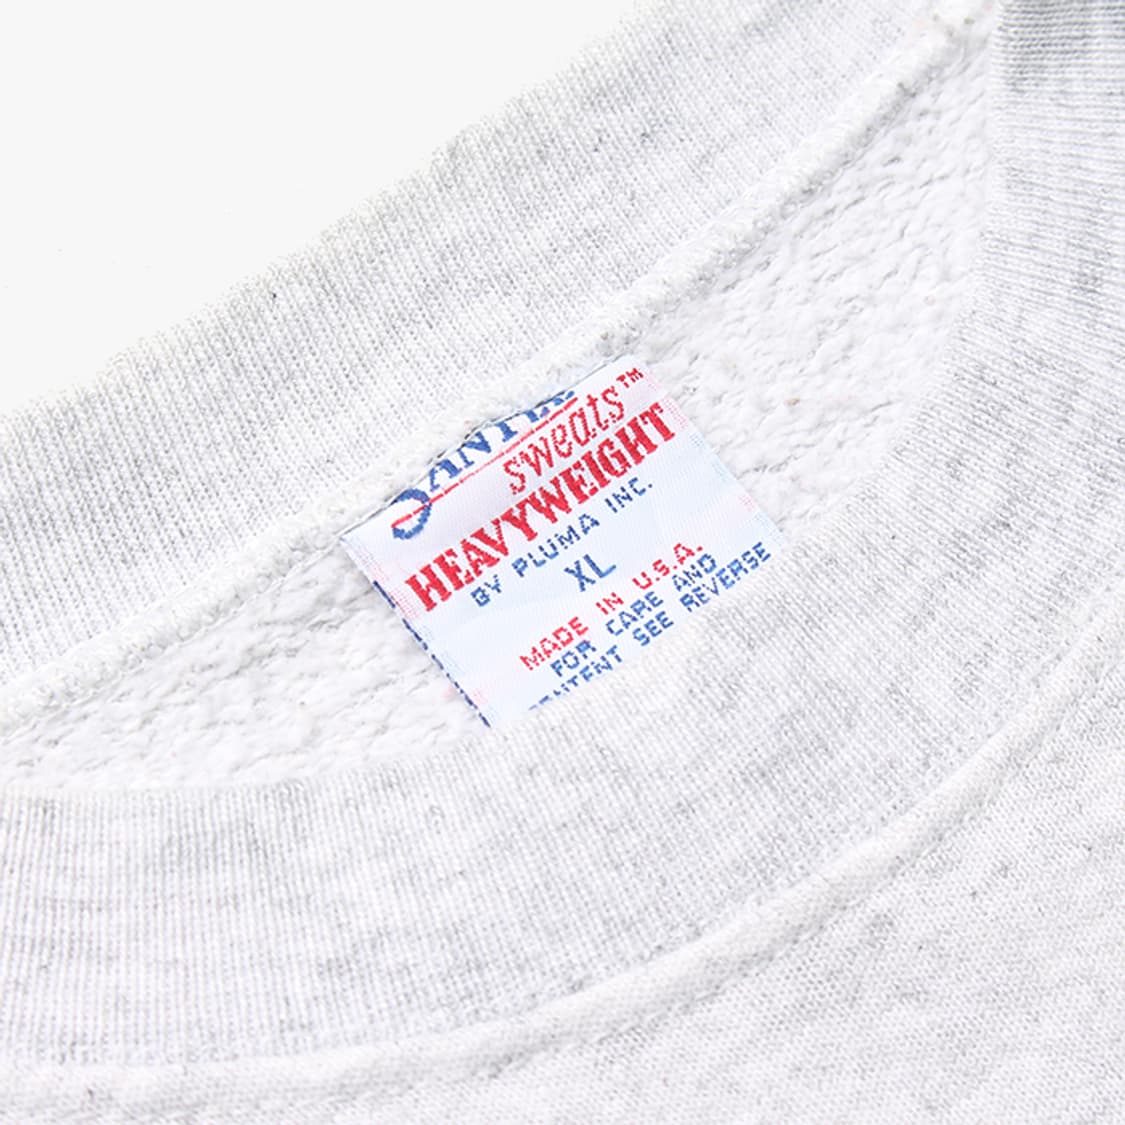 sweats™
HEAVYWEIGHT
BY PLUMA INC.
XL
MADE IN U.S.A.
FOR CARE AND
SEE REVERSE